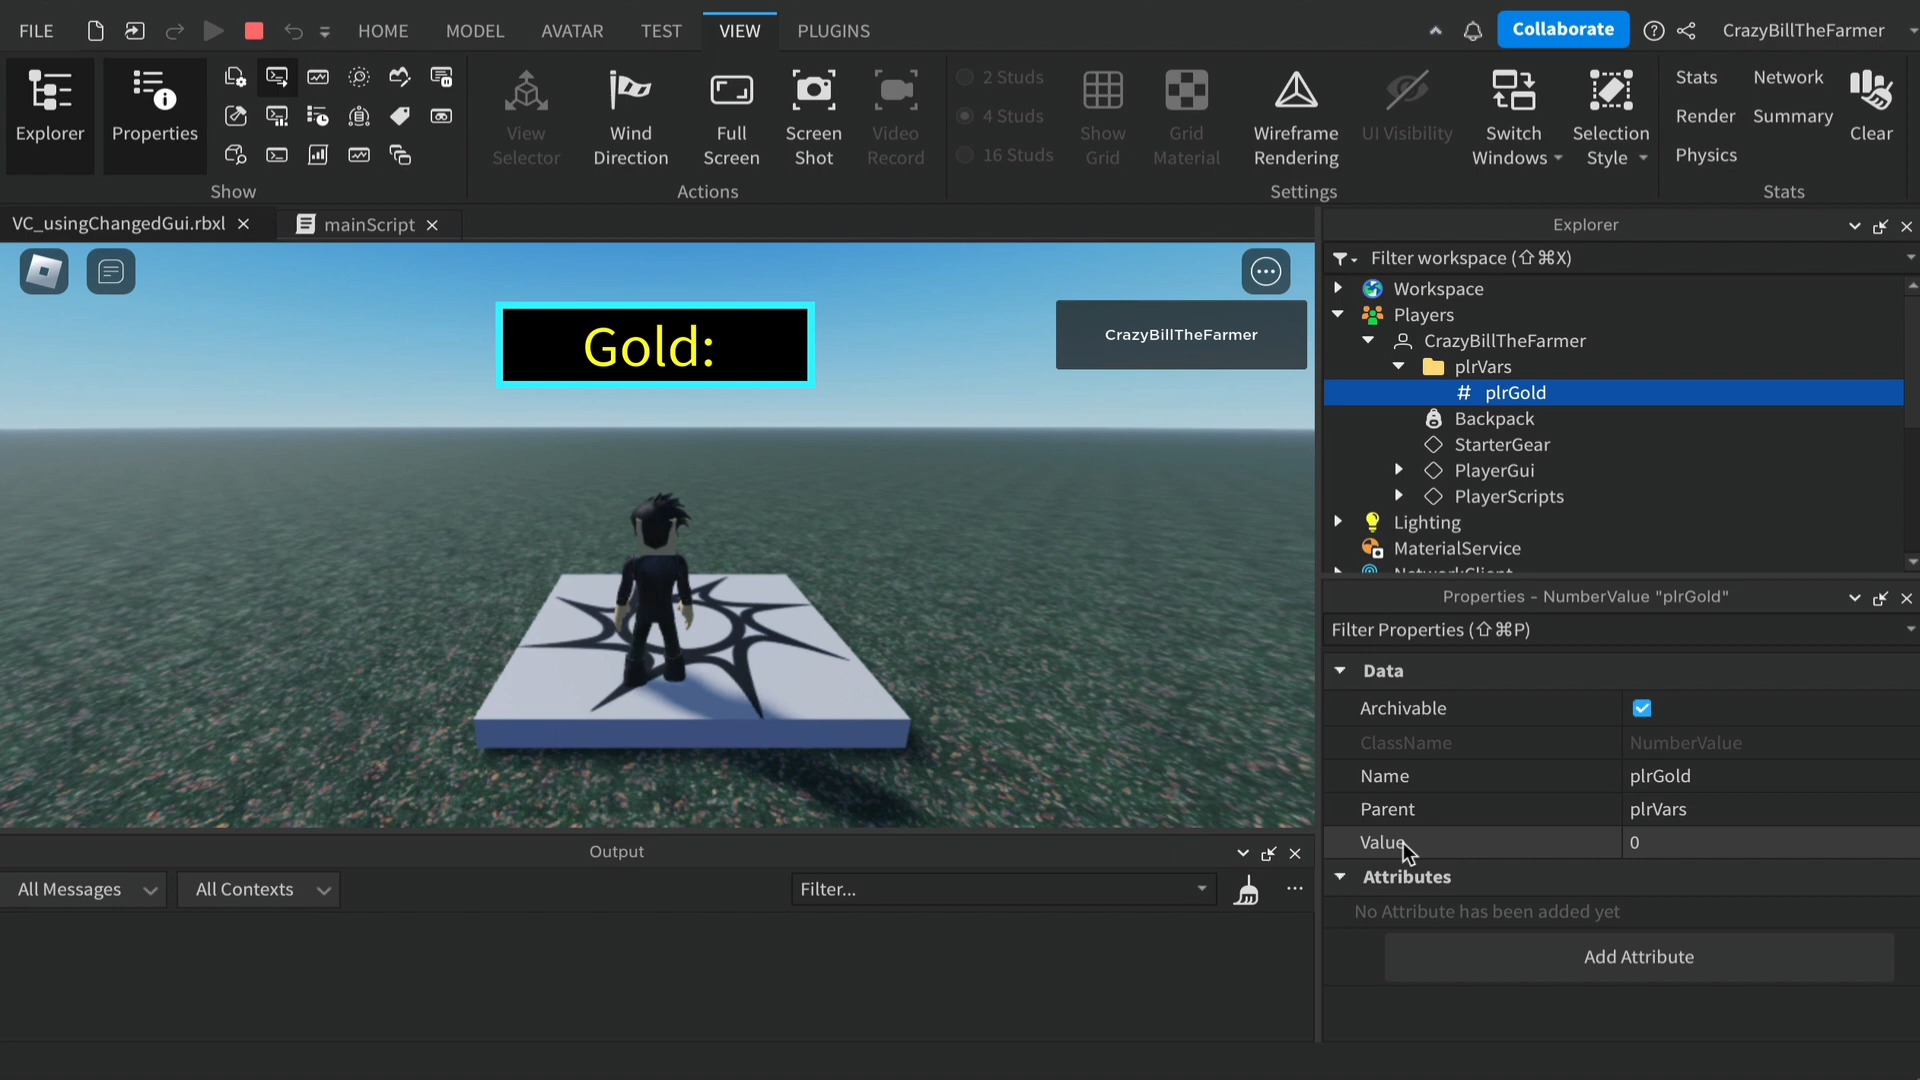 FILE
HOME
MODEL
AVATAR
TEST
VIEW
PLUGINS
Collaborate
CrazyBillTheFarmer
Explorer
Properties
Show
View
Selector
Wind
Direction
Full
Screen
Screen
Shot
Video
Record
Actions
2 Studs
4 Studs
16 Studs
Show
Grid
Grid
Material
Wireframe
Rendering
UI Visibility
Switch
Windows
Selection
Style
Settings
Stats
Network
Render
Summary
Physics
Clear
Stats
VC_usingChangedGui.rbxl
mainScript
Gold:
CrazyBillTheFarmer
Explorer
Filter workspace (⇧⌘X)
Workspace
Players
CrazyBillTheFarmer
plrVars
# plrGold
Backpack
StarterGear
PlayerGui
PlayerScripts
Lighting
MaterialService
NetworkClient
Properties - NumberValue "plrGold"
Filter Properties (⇧⌘P)
Data
Archivable
ClassName NumberValue
Name plrGold
Parent plrVars
Value 0
Attributes
No Attribute has been added yet
Add Attribute
Output
All Messages
All Contexts
Filter...